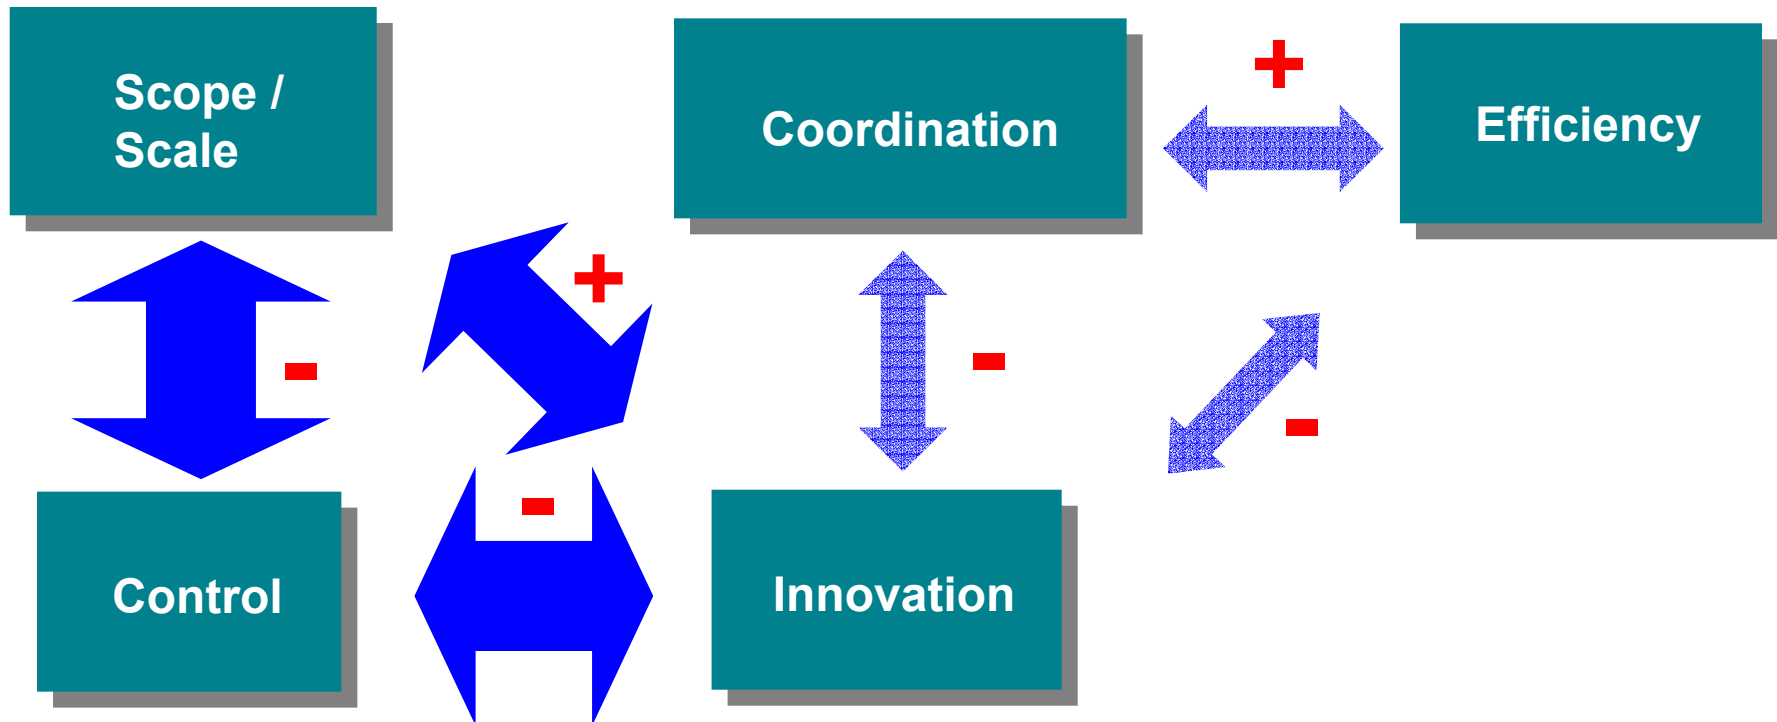 Scope /
Scale
Coordination
+
Efficiency
+
-
-
-
-
Control
Innovation